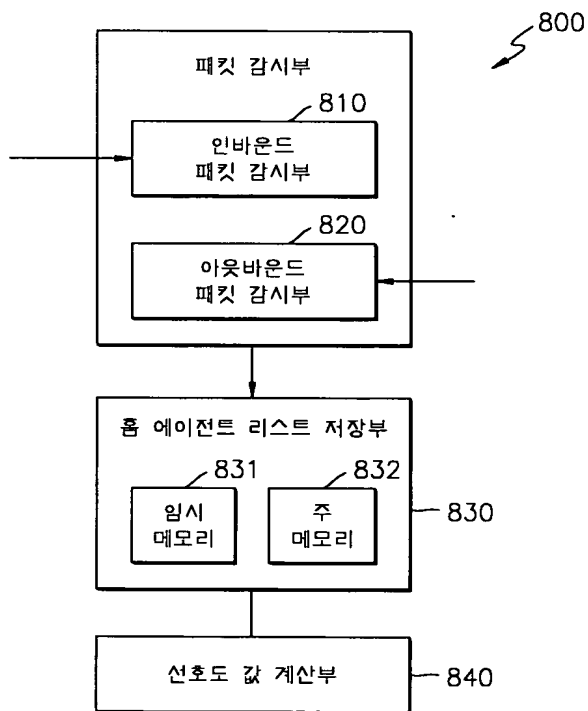 800
패킷 감시부
810
인바운드
패킷 감시부
820
아웃바운드
패킷 감시부
홈 에이전트 리스트 저장부
831
832
임시
메모리
주
메모리
830
선호도 값 계산부
840